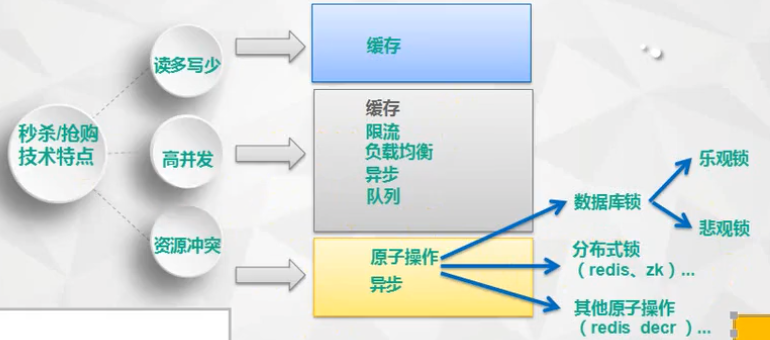 秒杀/抢购
技术特点
读多写少
缓存
高并发
缓存
限流
负载均衡
异步
队列
资源冲突
原子操作
异步
数据库锁
乐观锁
悲观锁
分布式锁
（redis、zk）...
其他原子操作
（redis decr ）...